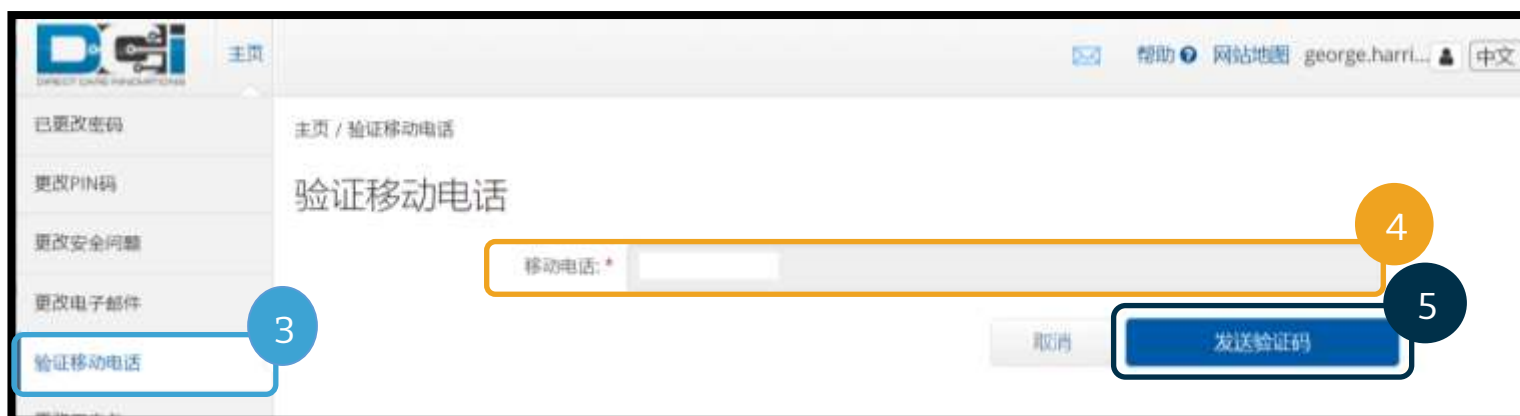 DCI
DIRECT CARE INNOVATIONS
主页
帮助 ? 网站地图 george.harri... 中文
已更改密码
主页 / 验证移动电话
更改PIN码
验证移动电话
更改安全问题
4
移动电话: *
更改电子邮件
3
5
取消
发送验证码
验证移动电话